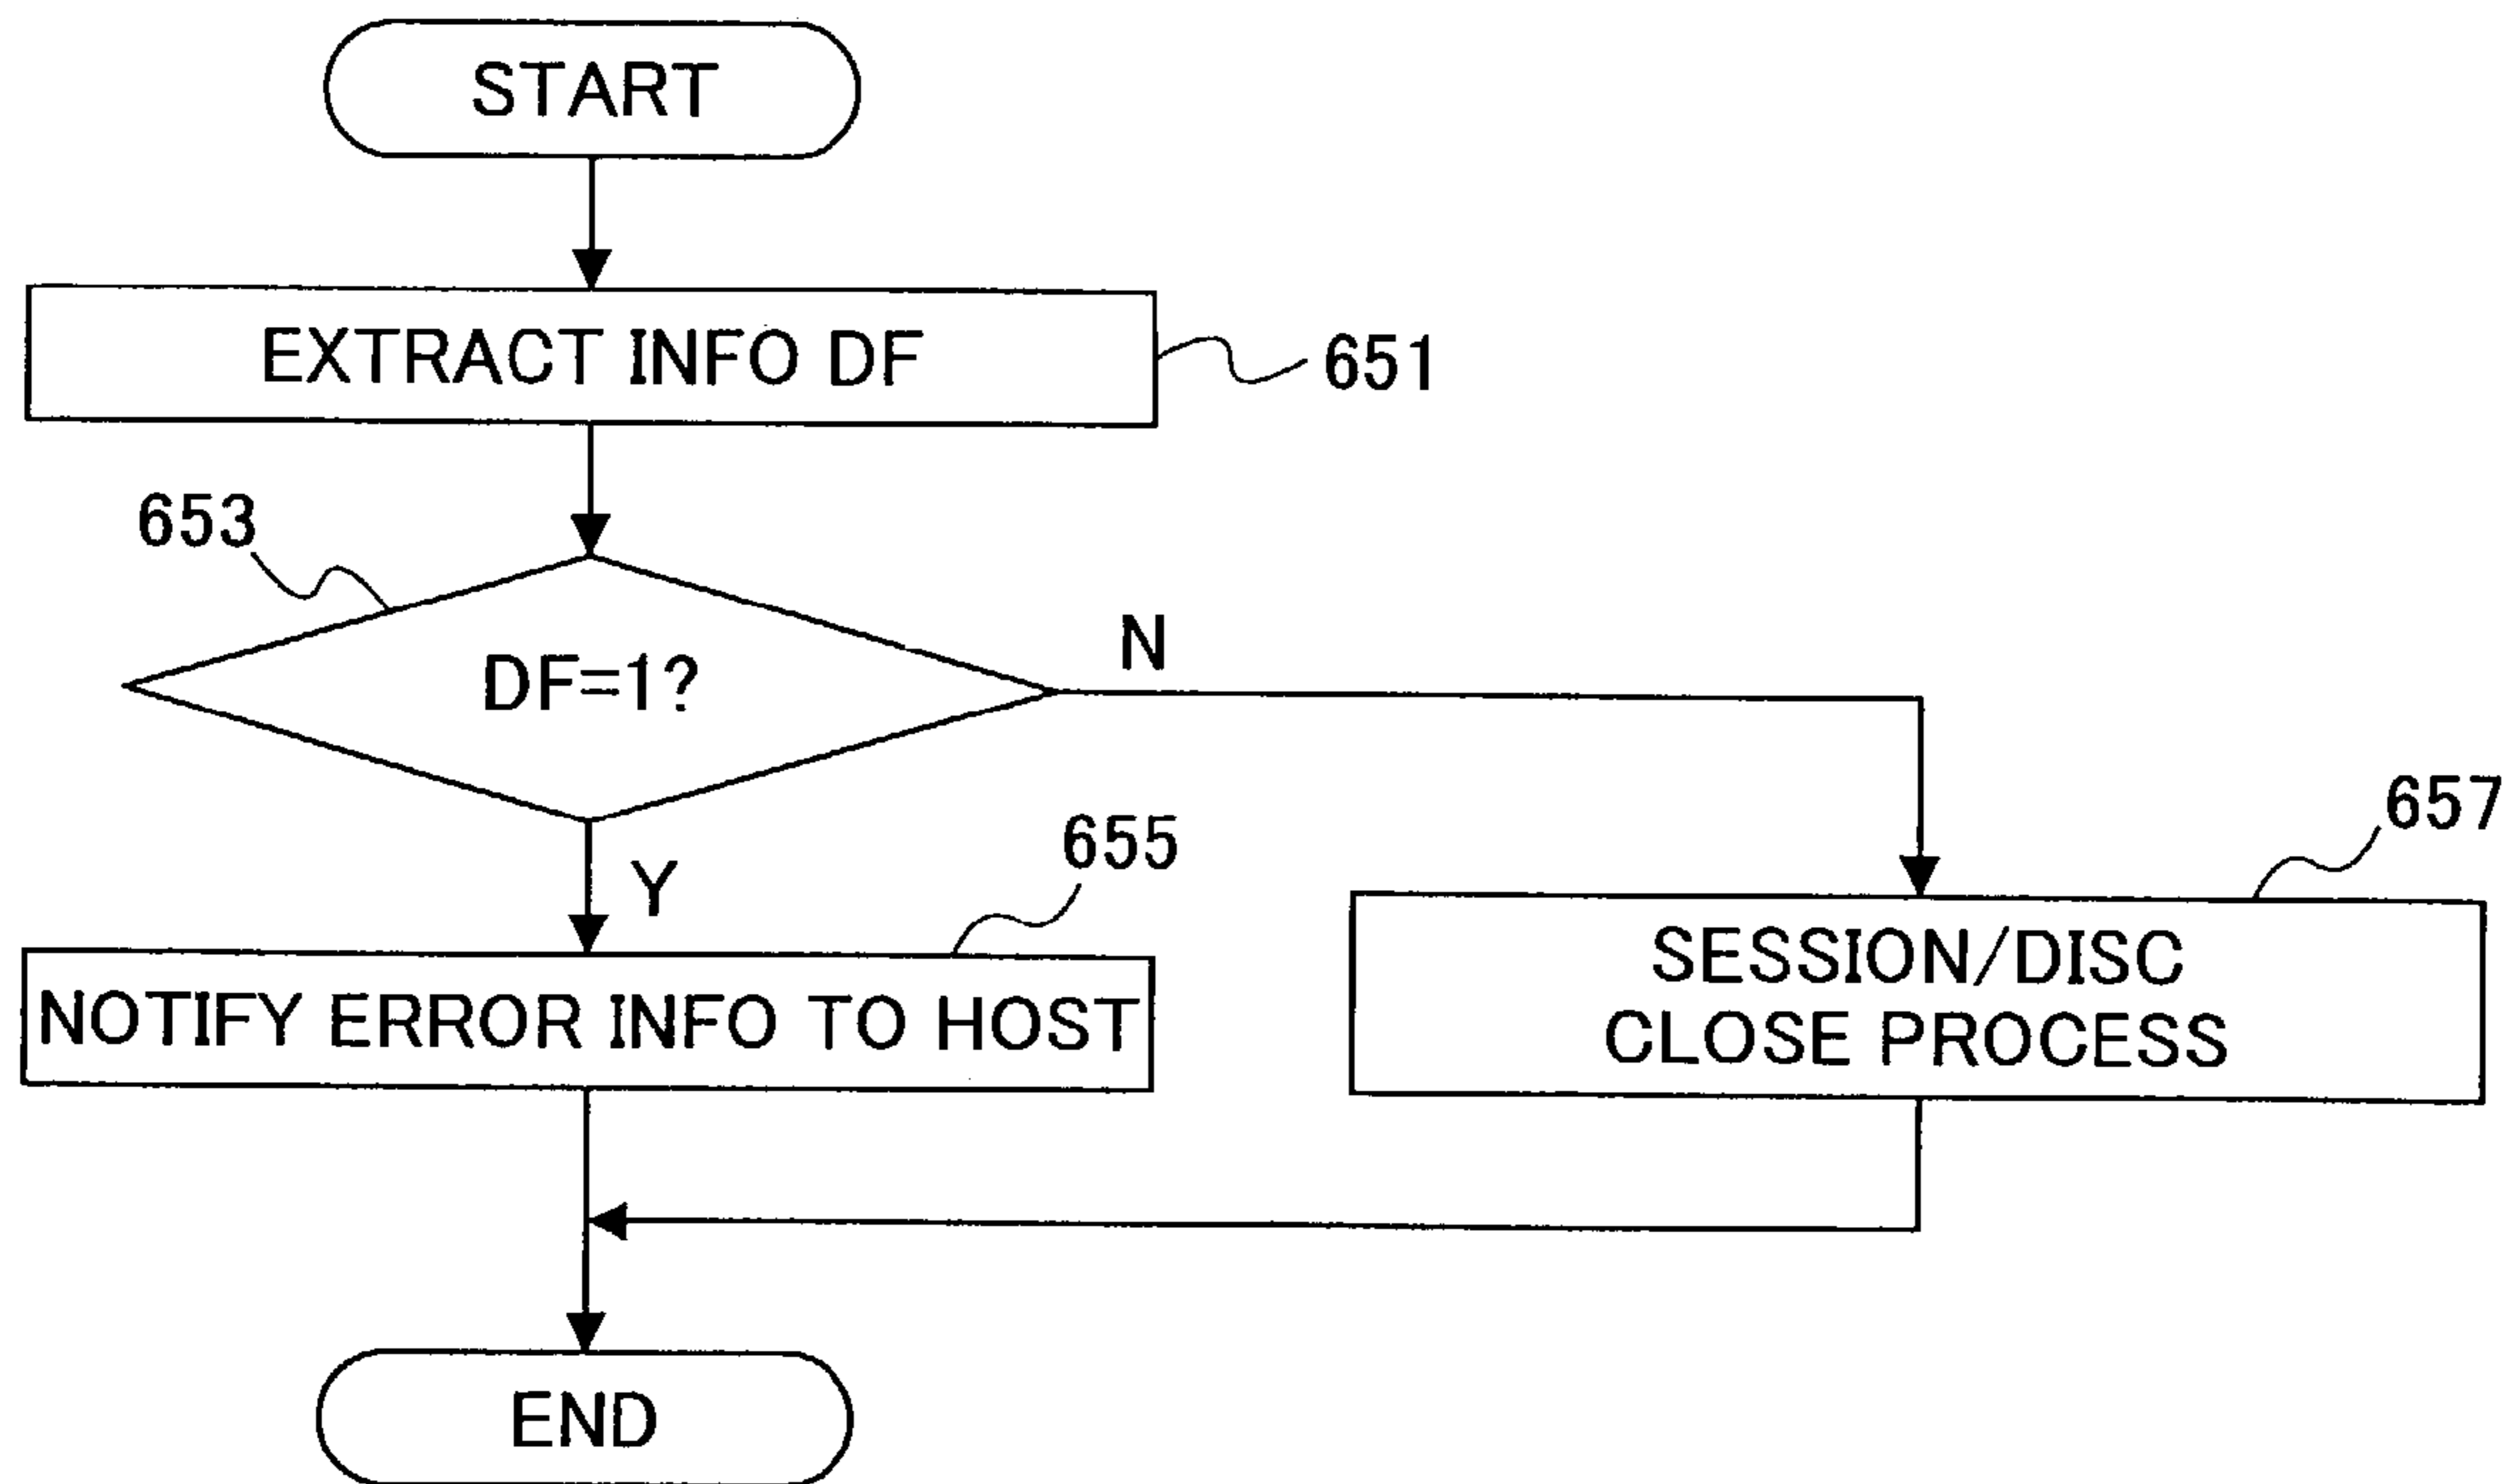 START
EXTRACT INFO DF
651
653
DF=1?
N
Y
655
657
NOTIFY ERROR INFO TO HOST
SESSION/DISC
CLOSE PROCESS
END